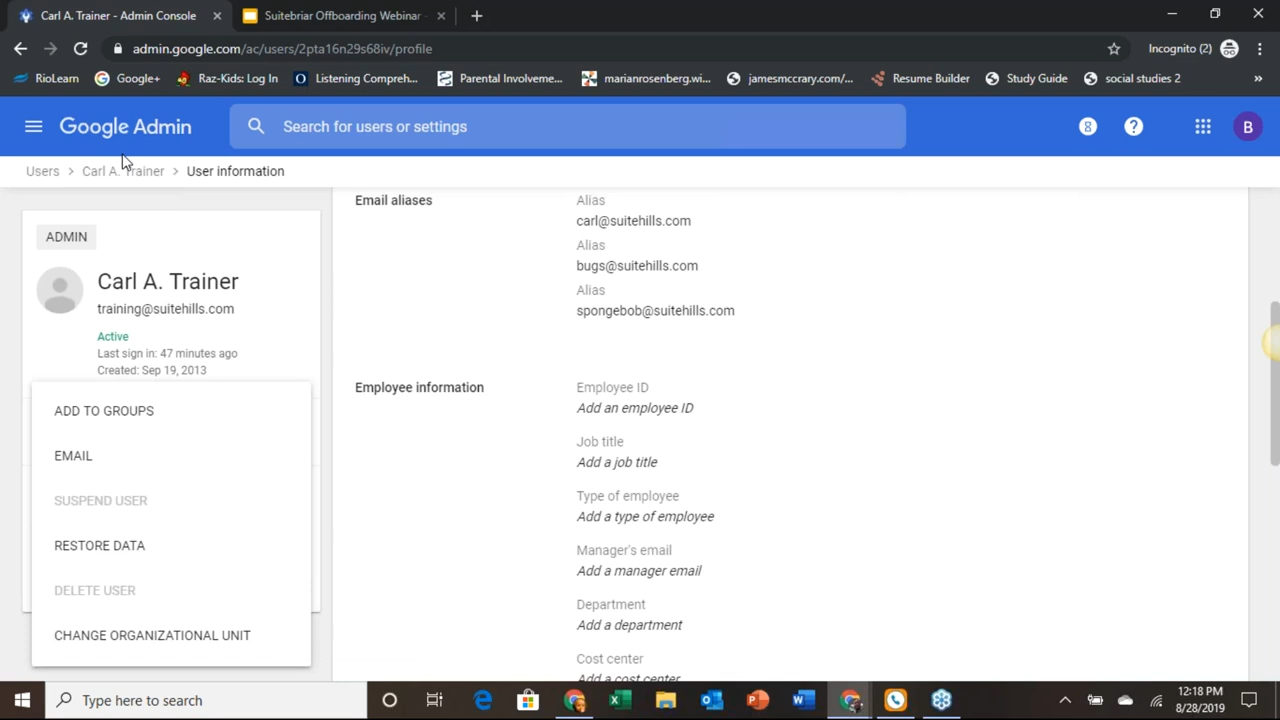 Carl A. Trainer - Admin Console
Suitebriar Offboarding Webinar -
admin.google.com/ac/users/2pta16n29s68iv/profile
Incognito (2)
RioLearn
Google+
Raz-Kids: Log In
Listening Compreh...
Parental Involveme...
marianrosenberg.wi...
jamesmccrary.com/...
Resume Builder
Study Guide
social studies 2
»
Google Admin
Search for users or settings
8
?
B
Users > Carl A. Trainer > User information
ADMIN
Carl A. Trainer
training@suitehills.com
Active
Last sign in: 47 minutes ago
Created: Sep 19, 2013
ADD TO GROUPS
EMAIL
SUSPEND USER
RESTORE DATA
DELETE USER
CHANGE ORGANIZATIONAL UNIT
Email aliases
Alias
carl@suitehills.com
Alias
bugs@suitehills.com
Alias
spongebob@suitehills.com
Employee information
Employee ID
Add an employee ID
Job title
Add a job title
Type of employee
Add a type of employee
Manager's email
Add a manager email
Department
Add a department
Cost center
Add a cost center
Type here to search
12:18 PM
8/28/2019